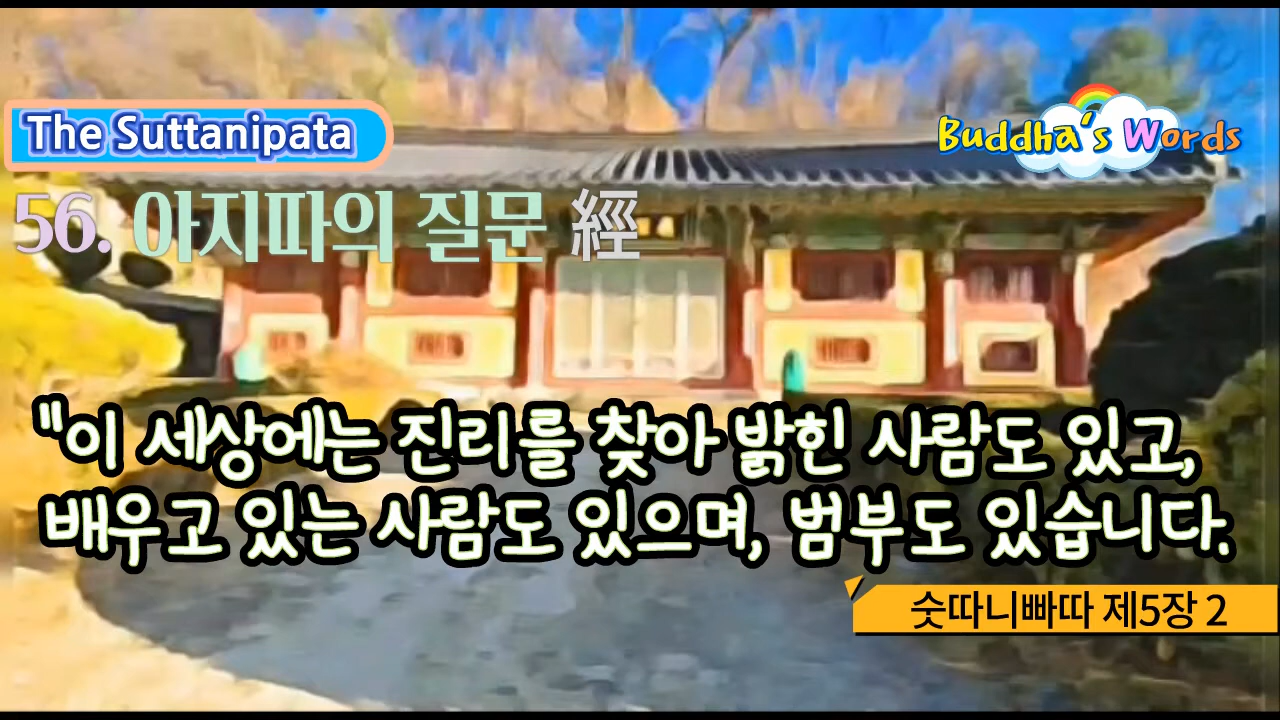 The Suttanipata
Buddha's Words
56. 아지따의 질문 經
"이 세상에는 진리를 찾아 밝힌 사람도 있고,
배우고 있는 사람도 있으며, 범부도 있습니다.
숫따니빠따 제5장 2